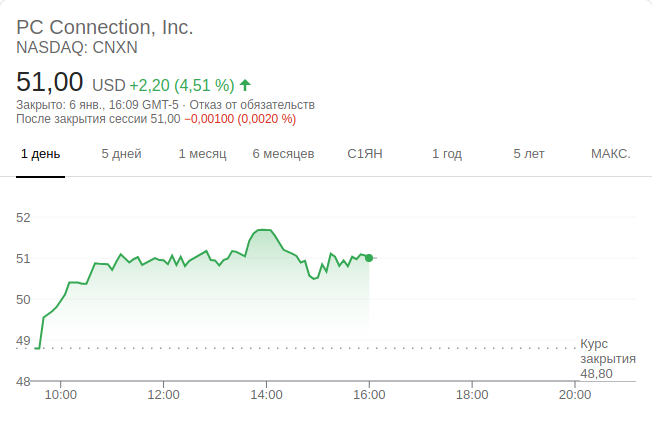 PC Connection, Inc.
NASDAQ: CNXN
51,00 USD +2,20 (4,51 %)
Закрыто: 6 янв., 16:09 GMT-5 · Отказ от обязательств
После закрытия сессии 51,00 −0,00100 (0,0020 %)
1 день 5 дней 1 месяц 6 месяцев С1ЯН 1 год 5 лет МАКС.
52
51
50
49
Курс
закрытия
48,80
48
10:00 12:00 14:00 16:00 18:00 20:00